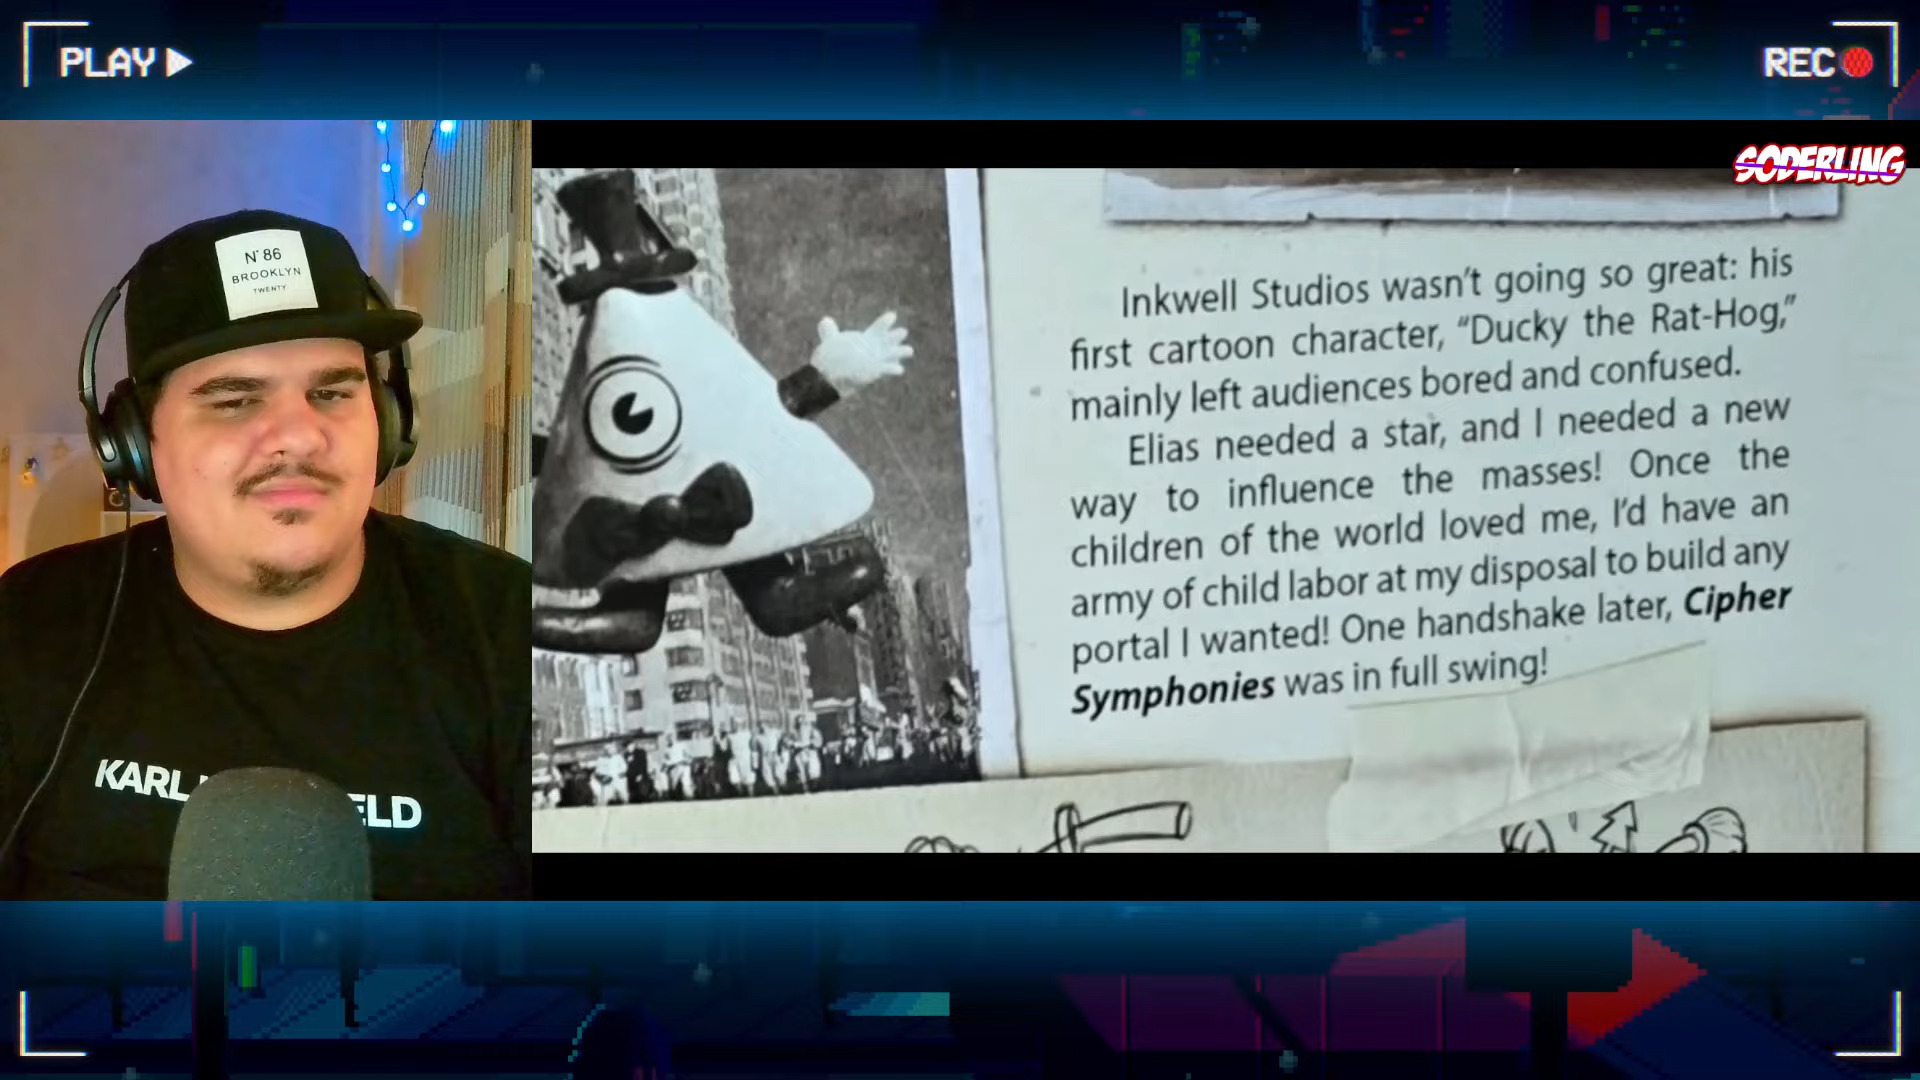 PLAY
REC
SODERLING
N°86
BROOKLYN
TWENTY
KARL
ELD
Inkwell Studios wasn't going so great: his
first cartoon character, “Ducky the Rat-Hog,”
mainly left audiences bored and confused.
Elias needed a star, and I needed a new
way to influence the masses! Once the
children of the world loved me, I'd have an
army of child labor at my disposal to build any
portal I wanted! One handshake later, Cipher
Symphonies was in full swing!